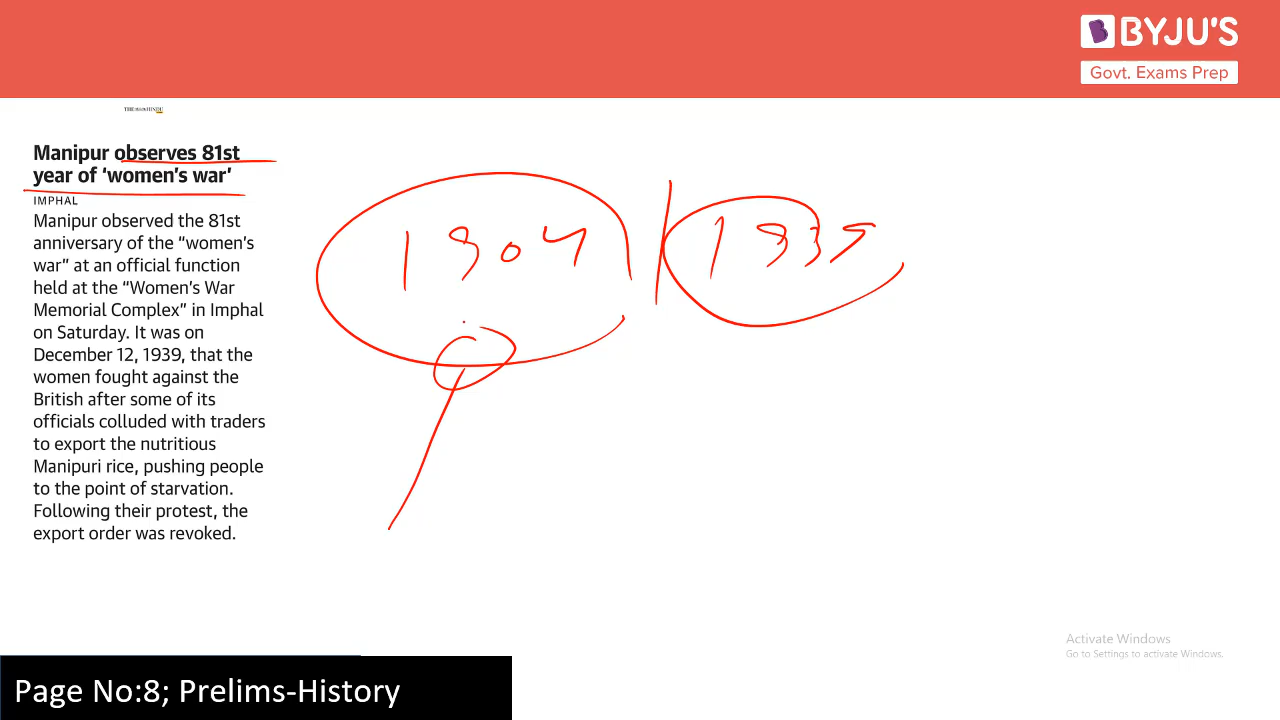 BYJU'S
Govt. Exams Prep
Manipur observes 81st
year of ‘women’s war’
IMPHAL
Manipur observed the 81st
anniversary of the “women’s
war” at an official function
held at the “Women’s War
Memorial Complex” in Imphal
on Saturday. It was on
December 12, 1939, that the
women fought against the
British after some of its
officials colluded with traders
to export the nutritious
Manipuri rice, pushing people
to the point of starvation.
Following their protest, the
export order was revoked.
1904
1939
Activate Windows
Go to Settings to activate Windows.
Page No:8; Prelims-History